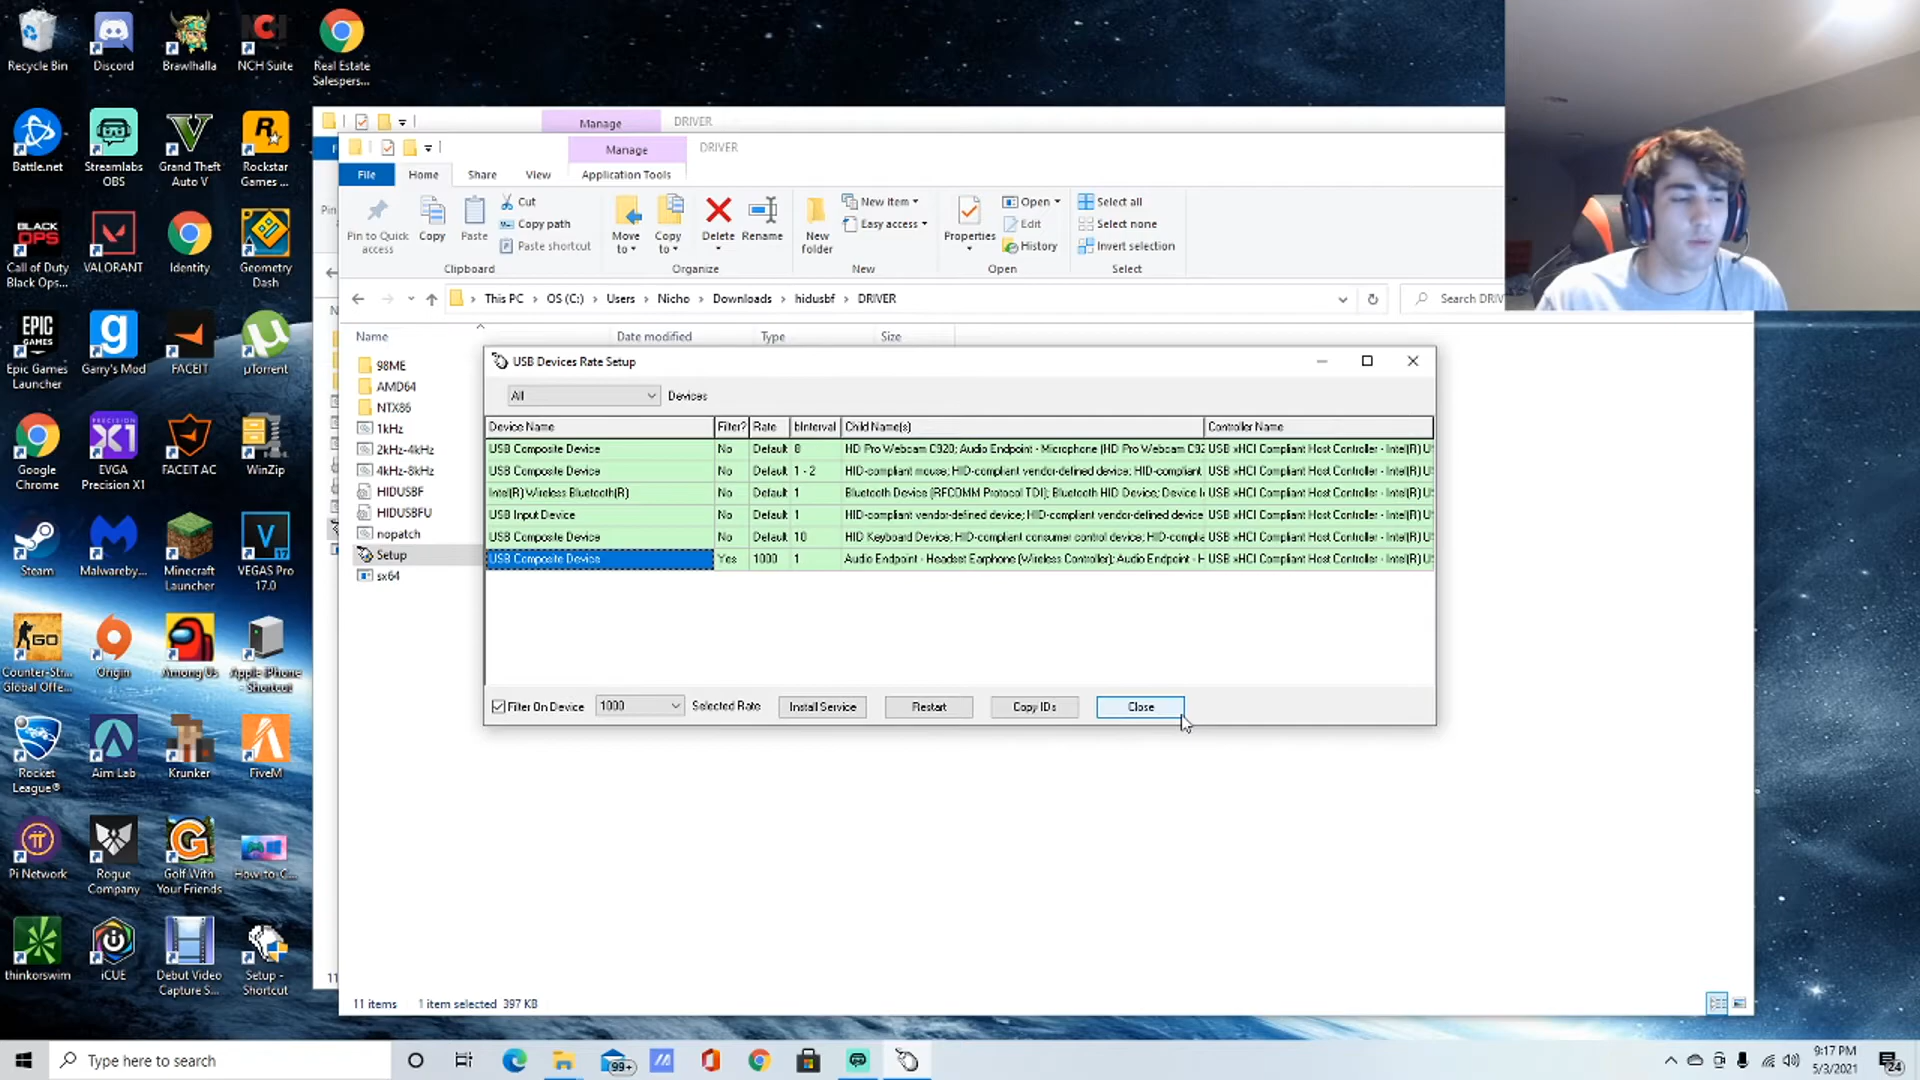 Recycle Bin
Discord
Brawlhalla
NCH Suite
Real Estate Salespers...
Battle.net
Streamlabs OBS
Grand Theft Auto V
Rockstar Games ...
Call of Duty Black Ops...
VALORANT
Identity
Geometry Dash
Epic Games Launcher
Garry's Mod
FACEIT
µTorrent
Google Chrome
EVGA Precision X1
FACEIT AC
WinZip
Steam
Malwareby...
Minecraft Launcher
VEGAS Pro 17.0
Counter-Str... Global Offe...
Origin
Among Us
Apple iPhone - Shortcut
Rocket League®
Aim Lab
Krunker
FiveM
Pi Network
Rogue Company
Golf With Your Friends
How-to-C...
thinkorswim
iCUE
Debut Video Capture S...
Setup - Shortcut
Manage DRIVER
Manage DRIVER
File Home Share View Application Tools
Pin to Quick access
Copy
Paste
Cut
Copy path
Paste shortcut
Clipboard
Move to
Copy to
Delete
Rename
Organize
New folder
New item
Easy access
New
Properties
Open
Edit
History
Open
Select all
Select none
Invert selection
Select
This PC > OS (C:) > Users > Nicho > Downloads > hidusbf > DRIVER
Search DRIV
Name Date modified Type Size
98ME
AMD64
NTX86
1kHz
2kHz-4kHz
4kHz-8kHz
HIDUSBF
HIDUSBFU
nopatch
Setup
sx64
USB Devices Rate Setup
All Devices
Device Name Filter? Rate bInterval Child Name(s) Controller Name
USB Composite Device No Default 8 HD Pro Webcam C920; Audio Endpoint - Microphone (HD Pro Webcam C92 USB xHCI Compliant Host Controller - Intel(R) U
USB Composite Device No Default 1 - 2 HID-compliant mouse; HID-compliant vendor-defined device; HID-compliant USB xHCI Compliant Host Controller - Intel(R) U
Intel(R) Wireless Bluetooth(R) No Default 1 Bluetooth Device (RFCOMM Protocol TDI); Bluetooth HID Device; Device I USB xHCI Compliant Host Controller - Intel(R) U
USB Input Device No Default 1 HID-compliant vendor-defined device; HID-compliant vendor-defined device USB xHCI Compliant Host Controller - Intel(R) U
USB Composite Device No Default 10 HID Keyboard Device; HID-compliant consumer control device; HID-complia USB xHCI Compliant Host Controller - Intel(R) U
USB Composite Device Yes 1000 1 Audio Endpoint - Headset Earphone (Wireless Controller); Audio Endpoint - H USB xHCI Compliant Host Controller - Intel(R) U
Filter On Device 1000 Selected Rate Install Service Restart Copy IDs Close
11 items 1 item selected 397 KB
Type here to search
99+
9:17 PM
5/3/2021
24